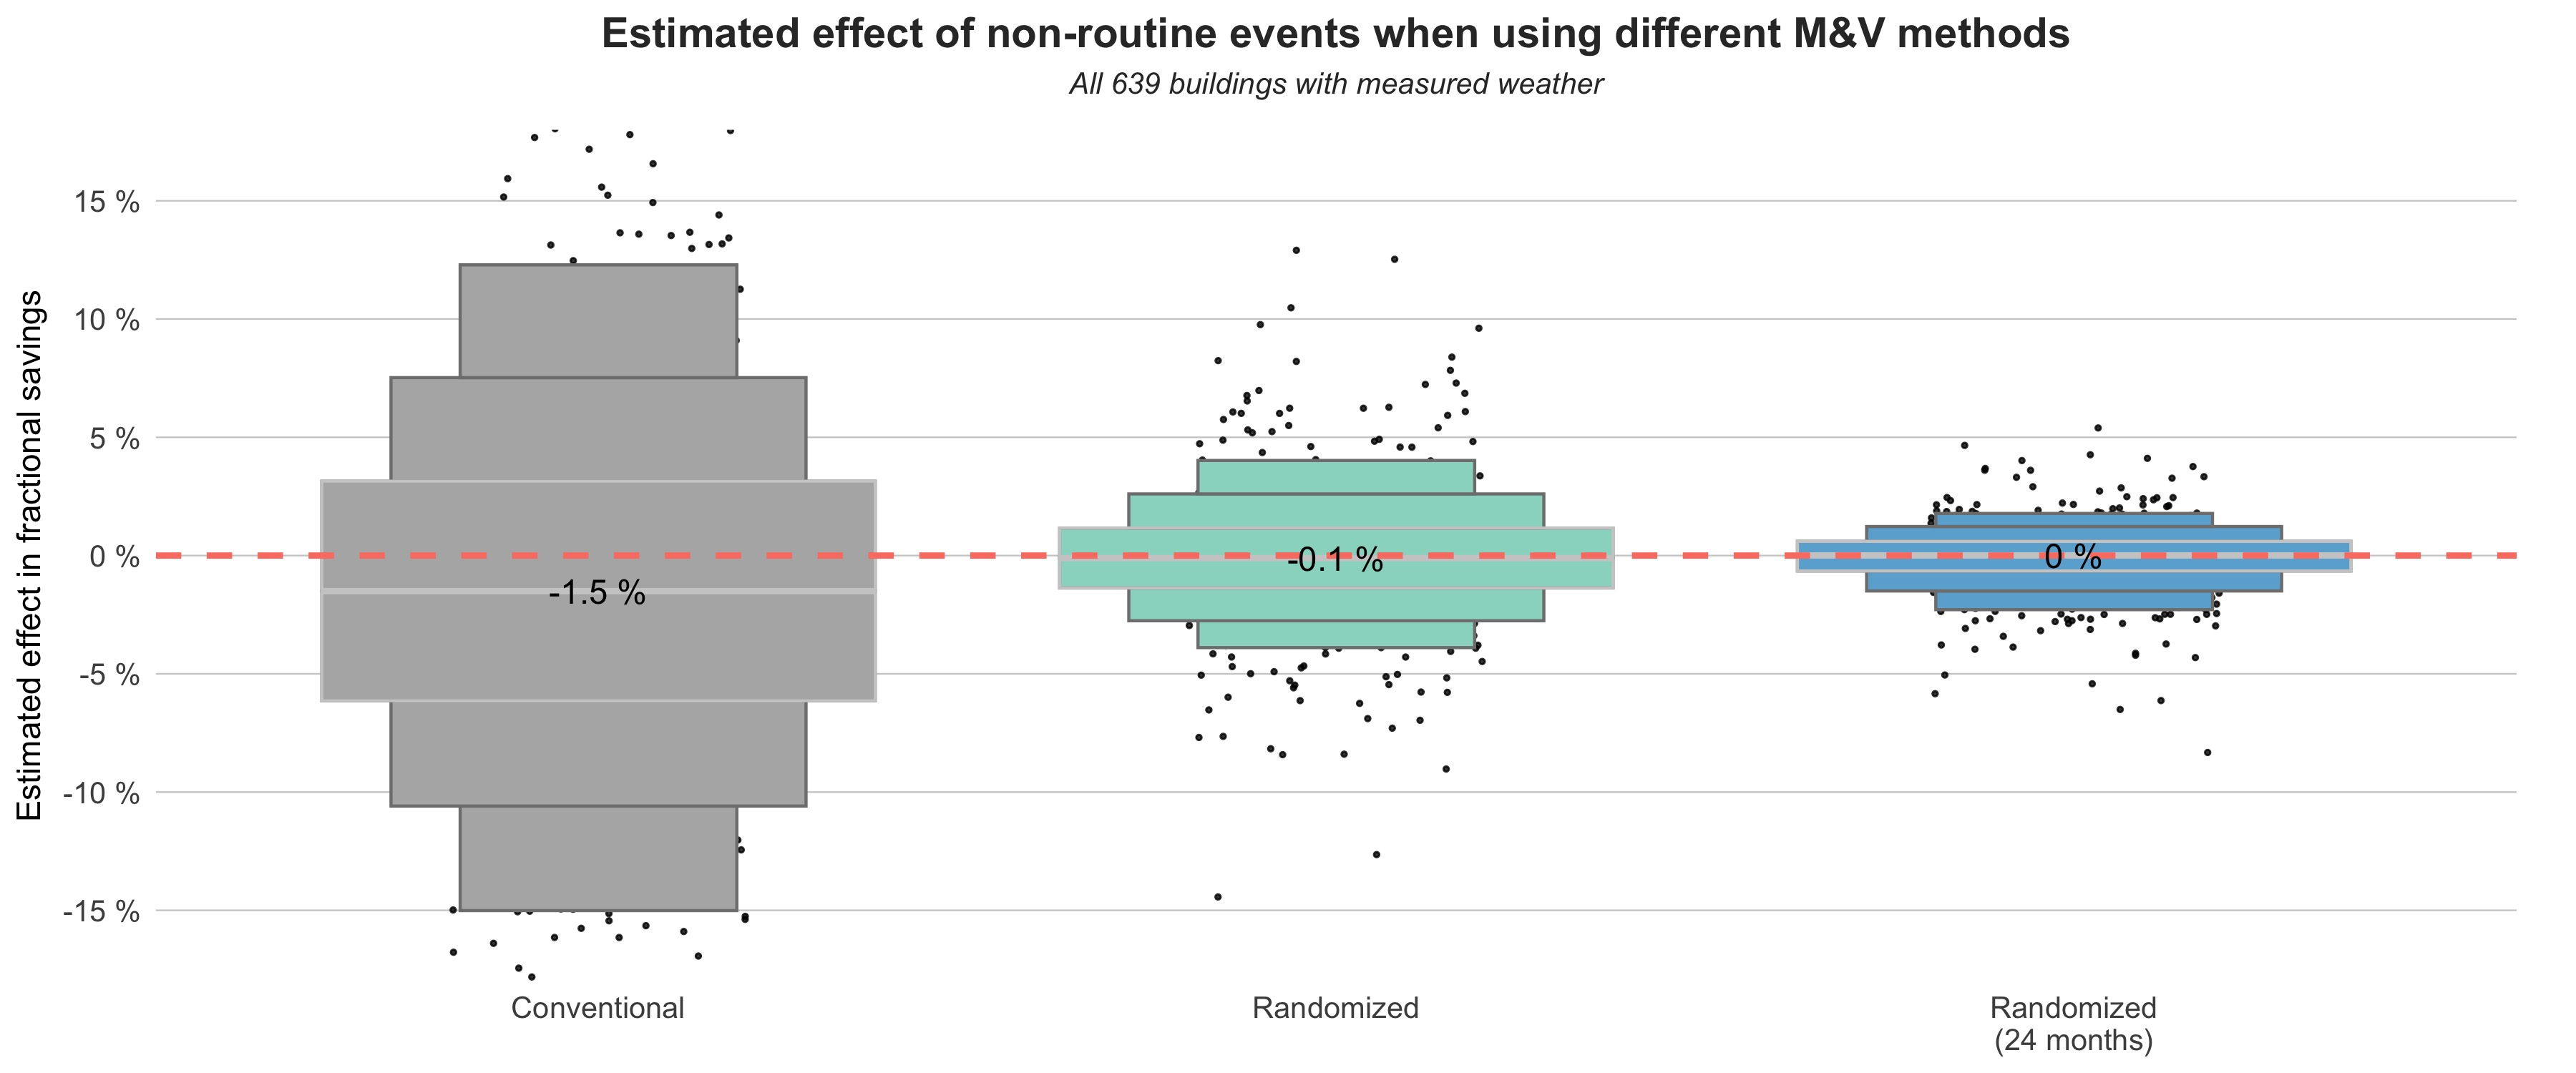 Estimated effect of non-routine events when using different M&V methods
All 639 buildings with measured weather
Estimated effect in fractional savings
15 %
10 %
5 %
0 %
-5 %
-10 %
-15 %
-1.5 %
-0.1 %
0 %
Conventional
Randomized
Randomized
(24 months)